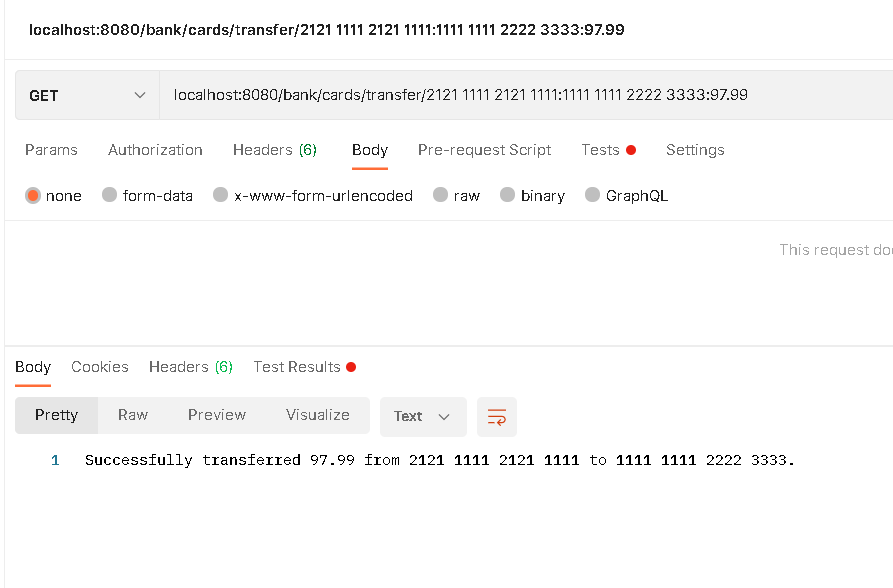 localhost:8080/bank/cards/transfer/2121 1111 2121 1111:1111 1111 2222 3333:97.99
GET localhost:8080/bank/cards/transfer/2121 1111 2121 1111:1111 1111 2222 3333:97.99
Params Authorization Headers (6) Body Pre-request Script Tests Settings
none form-data x-www-form-urlencoded raw binary GraphQL
This request
Body Cookies Headers (6) Test Results
Pretty Raw Preview Visualize Text
1 Successfully transferred 97.99 from 2121 1111 2121 1111 to 1111 1111 2222 3333.